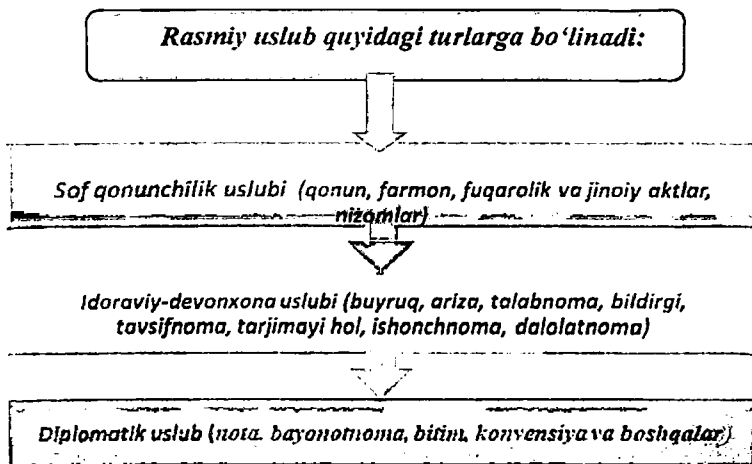 Rasmiy uslub quyidagi turlarga bo‘linadi:
Sof qonunchilik uslubi (qonun, farmon, fuqarolik va jinoiy aktlar,
nizomlar)
Idoraviy-devonxona uslubi (buyruq, ariza, talabnoma, bildirgi,
tavsifnoma, tarjimayi hol, ishonchnoma, dalolatnoma)
Diplomatik uslub (nota. bayonotnoma, bitim, konvensiya va boshqalar)